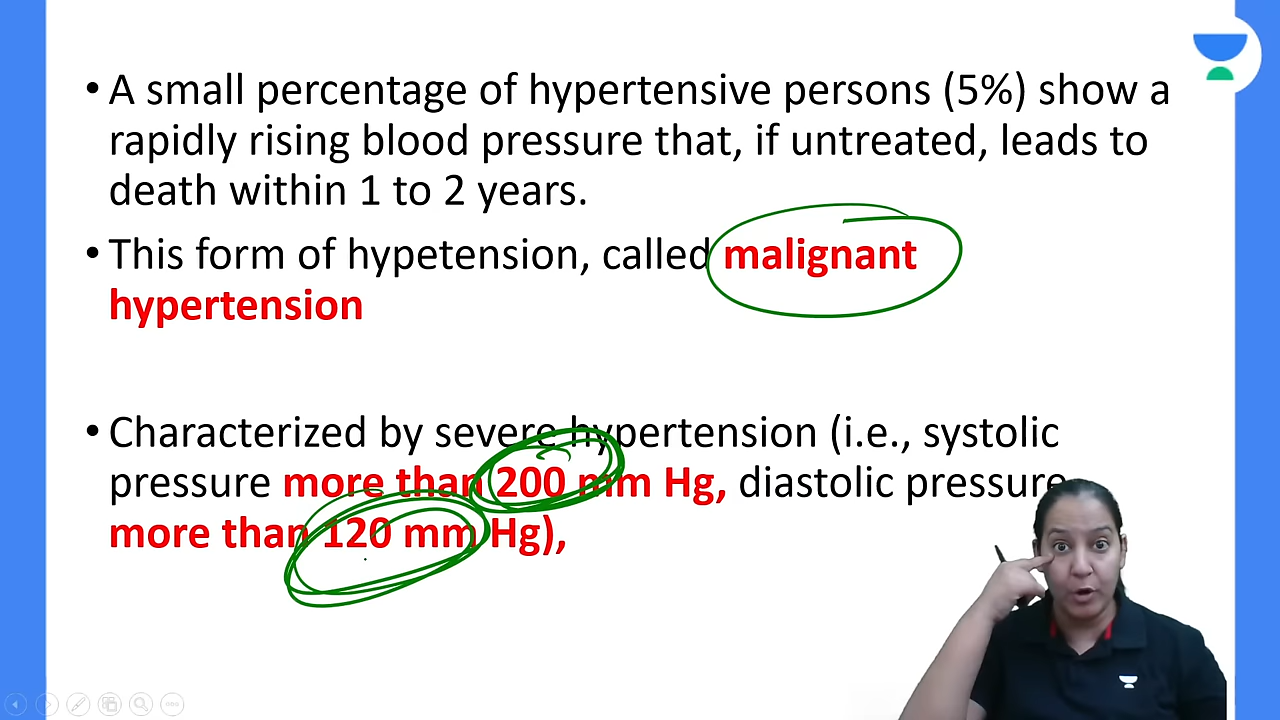 • A small percentage of hypertensive persons (5%) show a
rapidly rising blood pressure that, if untreated, leads to
death within 1 to 2 years.
• This form of hypetension, called malignant
hypertension
• Characterized by severe hypertension (i.e., systolic
pressure more than 200 mm Hg, diastolic pressure
more than 120 mm Hg),